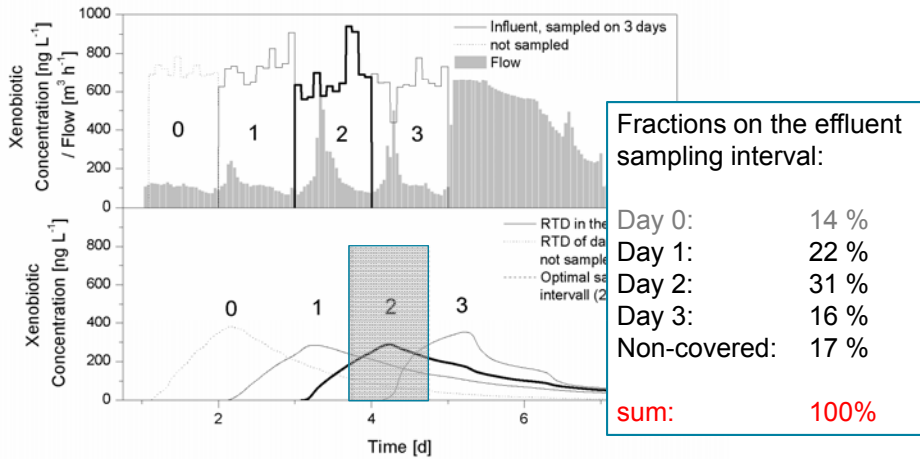 Xenobiotic
Concentration [ng L⁻¹]
/ Flow [m³ h⁻¹]
1000
800
600
400
200
0
Influent, sampled on 3 days
not sampled
Flow
0
1
2
3
Fractions on the effluent
sampling interval:
Day 0: 14 %
Day 1: 22 %
Day 2: 31 %
Day 3: 16 %
Non-covered: 17 %
sum: 100%
Xenobiotic
Concentration [ng L⁻¹]
800
600
400
200
0
RTD in the
RTD of da
not sample
Optimal sa
intervall (2
0
1
2
3
2
4
6
Time [d]